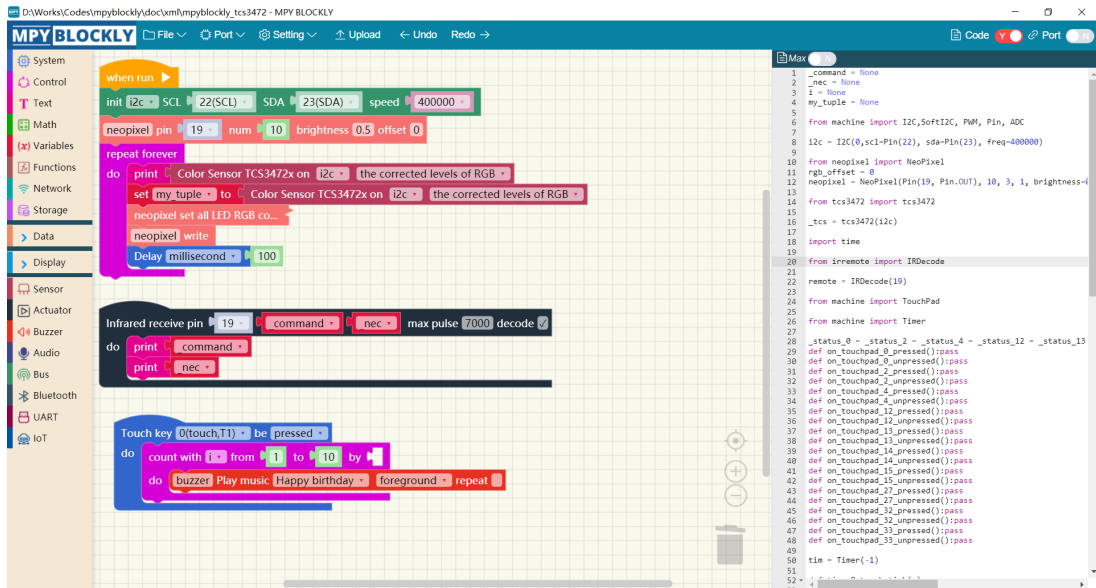 D:\Works\Codes\mpyblockly\doc\xml\mpyblockly_tcs3472 - MPY BLOCKLY
MPY BLOCKLY File Port Setting Upload Undo Redo Code Y Port N
System
Control
Text
Math
Variables
Functions
Network
Storage
Data
Display
Sensor
Actuator
Buzzer
Audio
Bus
Bluetooth
UART
IoT
when run
init i2c SCL 22(SCL) SDA 23(SDA) speed 400000
neopixel pin 19 num 10 brightness 0.5 offset 0
repeat forever
do print Color Sensor TCS3472x on i2c the corrected levels of RGB
set my_tuple to Color Sensor TCS3472x on i2c the corrected levels of RGB
neopixel set all LED RGB co...
neopixel write
Delay millisecond 100
Infrared receive pin 19 _command _nec max pulse 7000 decode
do print _command
print _nec
Touch key 0(touch,T1) be pressed
do count with i from 1 to 10 by
do buzzer Play music Happy birthday foreground repeat
Max N
1 _command = None
2 _nec = None
3 i = None
4 my_tuple = None
5
6 from machine import I2C,SoftI2C, PWM, Pin, ADC
7
8 i2c = I2C(0,scl=Pin(22), sda=Pin(23), freq=400000)
9
10 from neopixel import NeoPixel
11 rgb_offset = 0
12 neopixel = NeoPixel(Pin(19, Pin.OUT), 10, 3, 1, brightness=
13
14 from tcs3472 import tcs3472
15
16 _tcs = tcs3472(i2c)
17
18 import time
19
20 from irremote import IRDecode
21
22 remote = IRDecode(19)
23
24 from machine import TouchPad
25
26 from machine import Timer
27
28 _status_0 = _status_2 = _status_4 = _status_12 = _status_13
29 def on_touchpad_0_pressed():pass
30 def on_touchpad_0_unpressed():pass
31 def on_touchpad_2_pressed():pass
32 def on_touchpad_2_unpressed():pass
33 def on_touchpad_4_pressed():pass
34 def on_touchpad_4_unpressed():pass
35 def on_touchpad_12_pressed():pass
36 def on_touchpad_12_unpressed():pass
37 def on_touchpad_13_pressed():pass
38 def on_touchpad_13_unpressed():pass
39 def on_touchpad_14_pressed():pass
40 def on_touchpad_14_unpressed():pass
41 def on_touchpad_15_pressed():pass
42 def on_touchpad_15_unpressed():pass
43 def on_touchpad_27_pressed():pass
44 def on_touchpad_27_unpressed():pass
45 def on_touchpad_32_pressed():pass
46 def on_touchpad_32_unpressed():pass
47 def on_touchpad_33_pressed():pass
48 def on_touchpad_33_unpressed():pass
49
50 tim = Timer(-1)
51
52